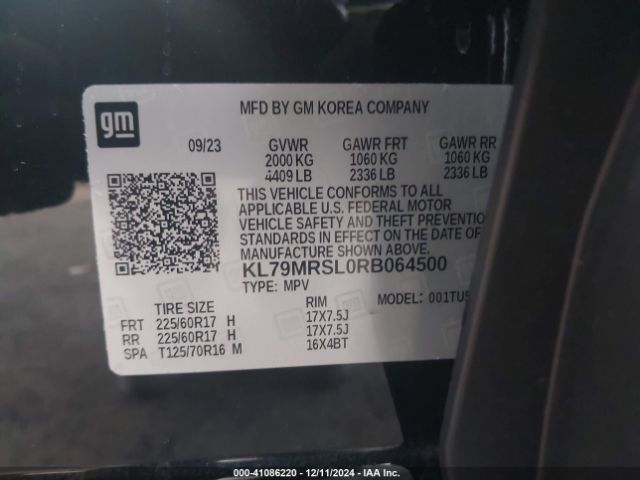 gm
MFD BY GM KOREA COMPANY
09/23 GVWR GAWR FRT GAWR RR
2000 KG 1060 KG 1060 KG
4409 LB 2336 LB 2336 LB
THIS VEHICLE CONFORMS TO ALL
APPLICABLE U.S. FEDERAL MOTOR
VEHICLE SAFETY AND THEFT PREVENTIO
STANDARDS IN EFFECT ON THE DATE OF
MANUFACTURE SHOWN ABOVE.
KL79MRSL0RB064500
TYPE: MPV
TIRE SIZE RIM MODEL: 001TU5
FRT 225/60R17 H 17X7.5J
RR 225/60R17 H 17X7.5J
SPA T125/70R16 M 16X4BT
000-41086220 - 12/11/2024 - IAAI.com